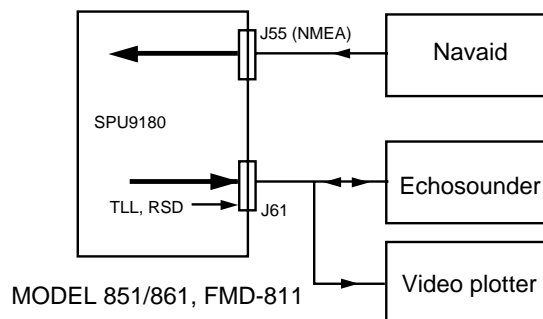 J55 (NMEA)
Navaid
SPU9180
Echosounder
TLL, RSD
J61
Video plotter
MODEL 851/861, FMD-811